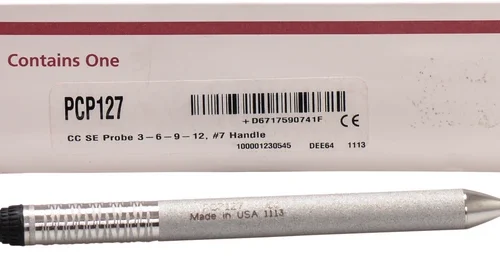 Contains One
PCP127
+D6717590741F
CC SE Probe 3-6-9-12, #7 Handle
100001230545 DEE64 1113
PCP127
Made in USA 1113